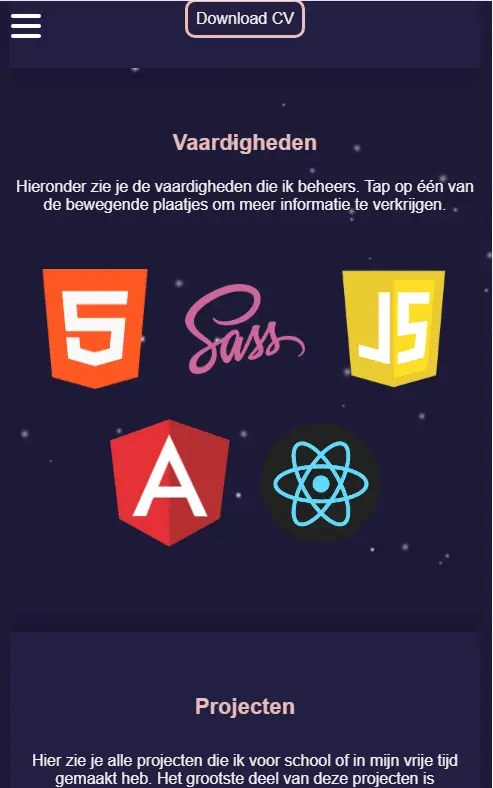 Download CV
Vaardigheden
Hieronder zie je de vaardigheden die ik beheers. Tap op één van
de bewegende plaatjes om meer informatie te verkrijgen.
5 Sass JS
A
Projecten
Hier zie je alle projecten die ik voor school of in mijn vrije tijd
gemaakt heb. Het grootste deel van deze projecten is